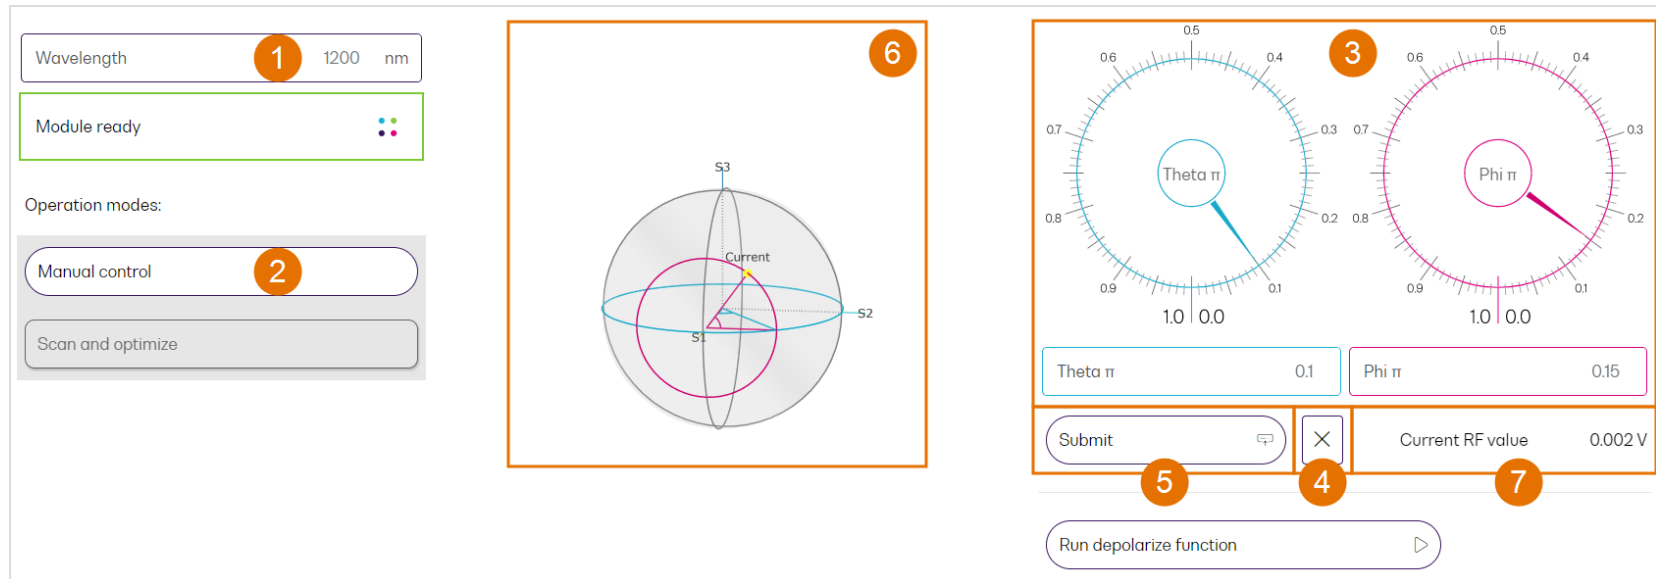 Wavelength 1 1200 nm
Module ready
Operation modes:
Manual control 2
Scan and optimize
6
S3
Current
S2
S1
3
0.5
0.6 0.4
0.7 0.3
Theta π
0.8 0.2
0.9 0.1
1.0 0.0
0.5
0.6 0.4
0.7 0.3
Phi π
0.8 0.2
0.9 0.1
1.0 0.0
Theta π 0.1
Phi π 0.15
Submit
5
4
Current RF value 0.002 V
7
Run depolarize function